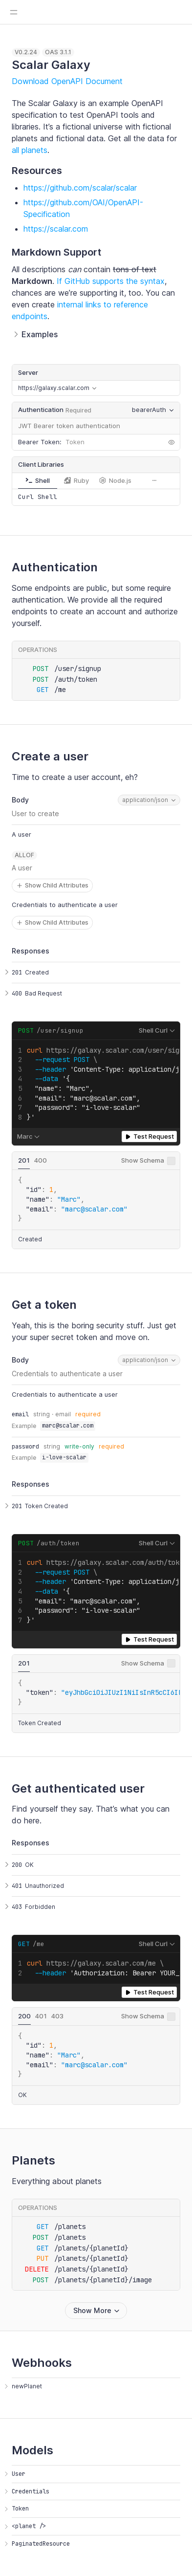 V0.2.24 OAS 3.1.1
Scalar Galaxy
Download OpenAPI Document
The Scalar Galaxy is an example OpenAPI
specification to test OpenAPI tools and
libraries. It's a fictional universe with fictional
planets and fictional data. Get all the data for
all planets.
Resources
https://github.com/scalar/scalar
https://github.com/OAI/OpenAPI-
Specification
https://scalar.com
Markdown Support
All descriptions can contain tons of text
Markdown. If GitHub supports the syntax,
chances are we're supporting it, too. You can
even create internal links to reference
endpoints.
Examples
Server
https://galaxy.scalar.com
Authentication Required bearerAuth
JWT Bearer token authentication
Bearer Token: Token
Client Libraries
Shell Ruby Node.js
Curl Shell
Authentication
Some endpoints are public, but some require
authentication. We provide all the required
endpoints to create an account and authorize
yourself.
OPERATIONS
POST /user/signup
POST /auth/token
GET /me
Create a user
Time to create a user account, eh?
Body application/json
User to create
A user
ALLOF
A user
Show Child Attributes
Credentials to authenticate a user
Show Child Attributes
Responses
201 Created
400 Bad Request
POST /user/signup Shell Curl
1 curl https://galaxy.scalar.com/user/sig
2 --request POST \
3 --header 'Content-Type: application/j
4 --data '{
5 "name": "Marc",
6 "email": "marc@scalar.com",
7 "password": "i-love-scalar"
8 }'
Marc Test Request
201 400 Show Schema
{
"id": 1,
"name": "Marc",
"email": "marc@scalar.com"
}
Created
Get a token
Yeah, this is the boring security stuff. Just get
your super secret token and move on.
Body application/json
Credentials to authenticate a user
Credentials to authenticate a user
email string · email required
Example marc@scalar.com
password string write-only required
Example i-love-scalar
Responses
201 Token Created
POST /auth/token Shell Curl
1 curl https://galaxy.scalar.com/auth/tok
2 --request POST \
3 --header 'Content-Type: application/j
4 --data '{
5 "email": "marc@scalar.com",
6 "password": "i-love-scalar"
7 }'
Test Request
201 Show Schema
{
"token": "eyJhbGciOiJIUzI1NiIsInR5cCI6I
}
Token Created
Get authenticated user
Find yourself they say. That's what you can
do here.
Responses
200 OK
401 Unauthorized
403 Forbidden
GET /me Shell Curl
1 curl https://galaxy.scalar.com/me \
2 --header 'Authorization: Bearer YOUR_
Test Request
200 401 403 Show Schema
{
"id": 1,
"name": "Marc",
"email": "marc@scalar.com"
}
OK
Planets
Everything about planets
OPERATIONS
GET /planets
POST /planets
GET /planets/{planetId}
PUT /planets/{planetId}
DELETE /planets/{planetId}
POST /planets/{planetId}/image
Show More
Webhooks
newPlanet
Models
User
Credentials
Token
<planet />
PaginatedResource